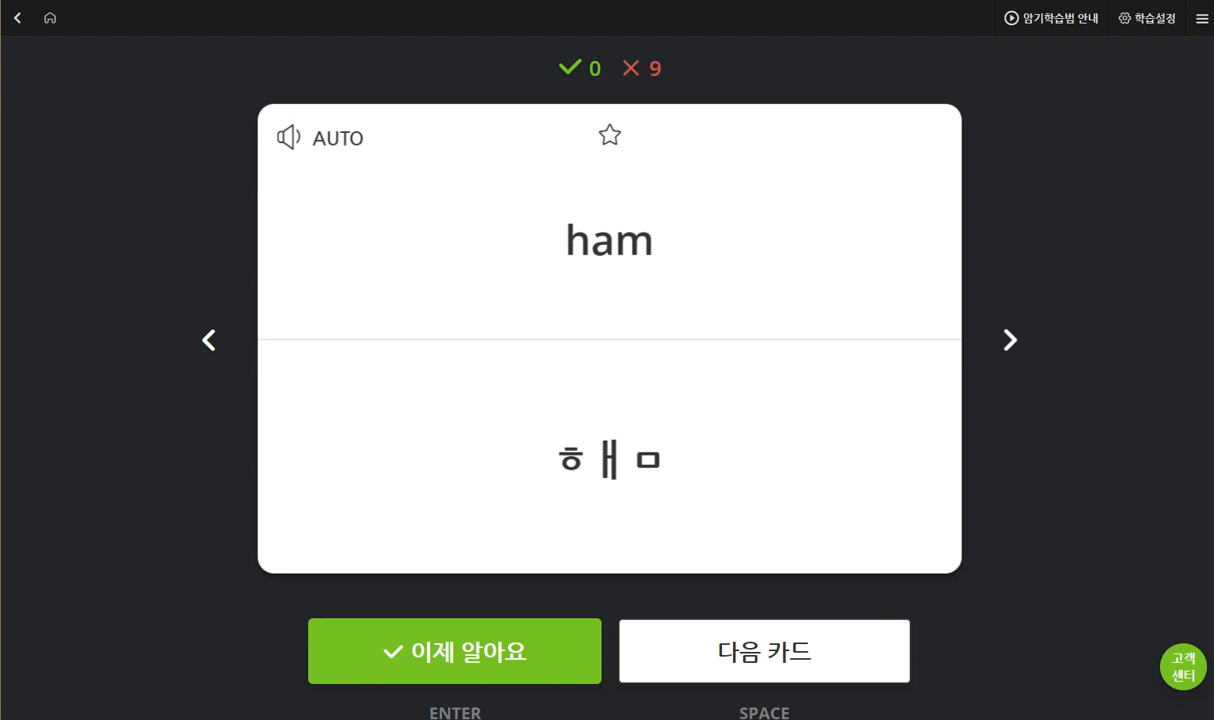 암기학습법 안내 학습설정
0 9
AUTO
ham
ㅎ ㅐ ㅁ
이제 알아요 다음 카드
고객
센터
ENTER SPACE